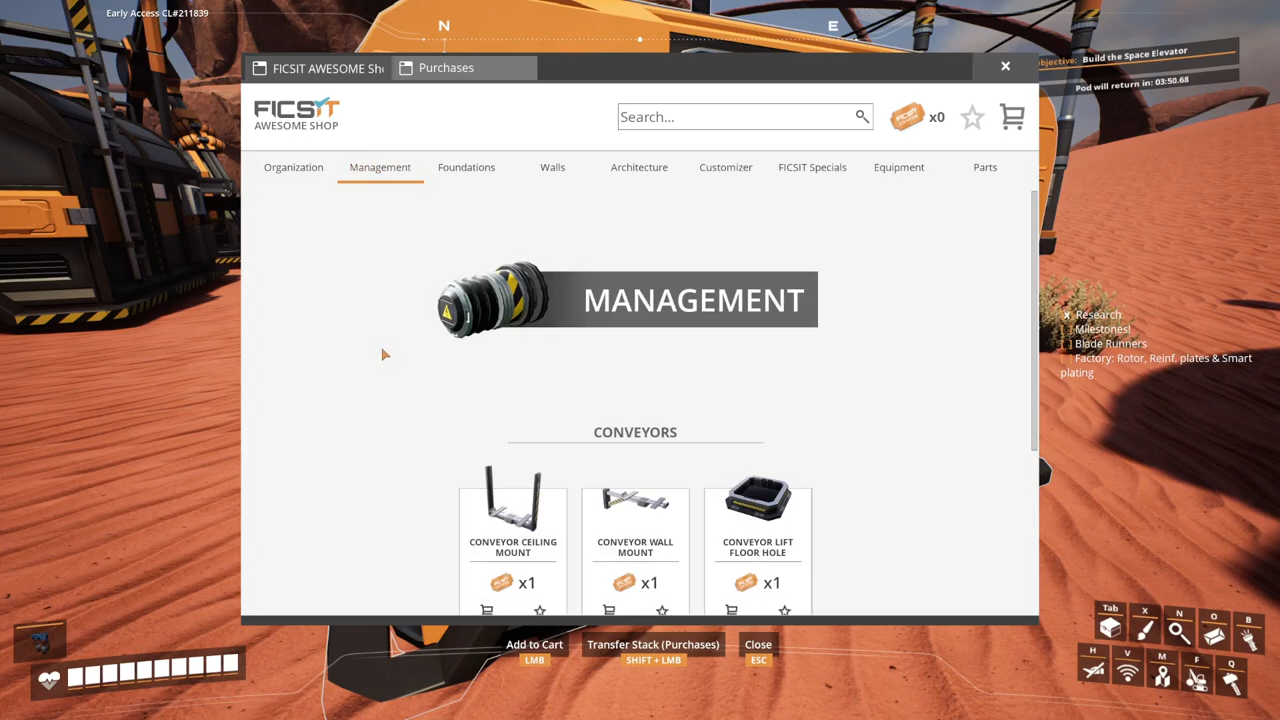 Early Access CL#211839
N
E
FICSIT AWESOME Sh
Purchases
Objective: Build the Space Elevator
Pod will return in: 03:50.68
FICSIT
AWESOME SHOP
Search...
x0
Organization
Management
Foundations
Walls
Architecture
Customizer
FICSIT Specials
Equipment
Parts
MANAGEMENT
x Research
Milestones!
Blade Runners
Factory: Rotor, Reinf. plates & Smart
plating
CONVEYORS
CONVEYOR CEILING
MOUNT
x1
CONVEYOR WALL
MOUNT
x1
CONVEYOR LIFT
FLOOR HOLE
x1
Add to Cart
LMB
Transfer Stack (Purchases)
SHIFT + LMB
Close
ESC
Tab
X
N
O
B
H
V
M
F
Q